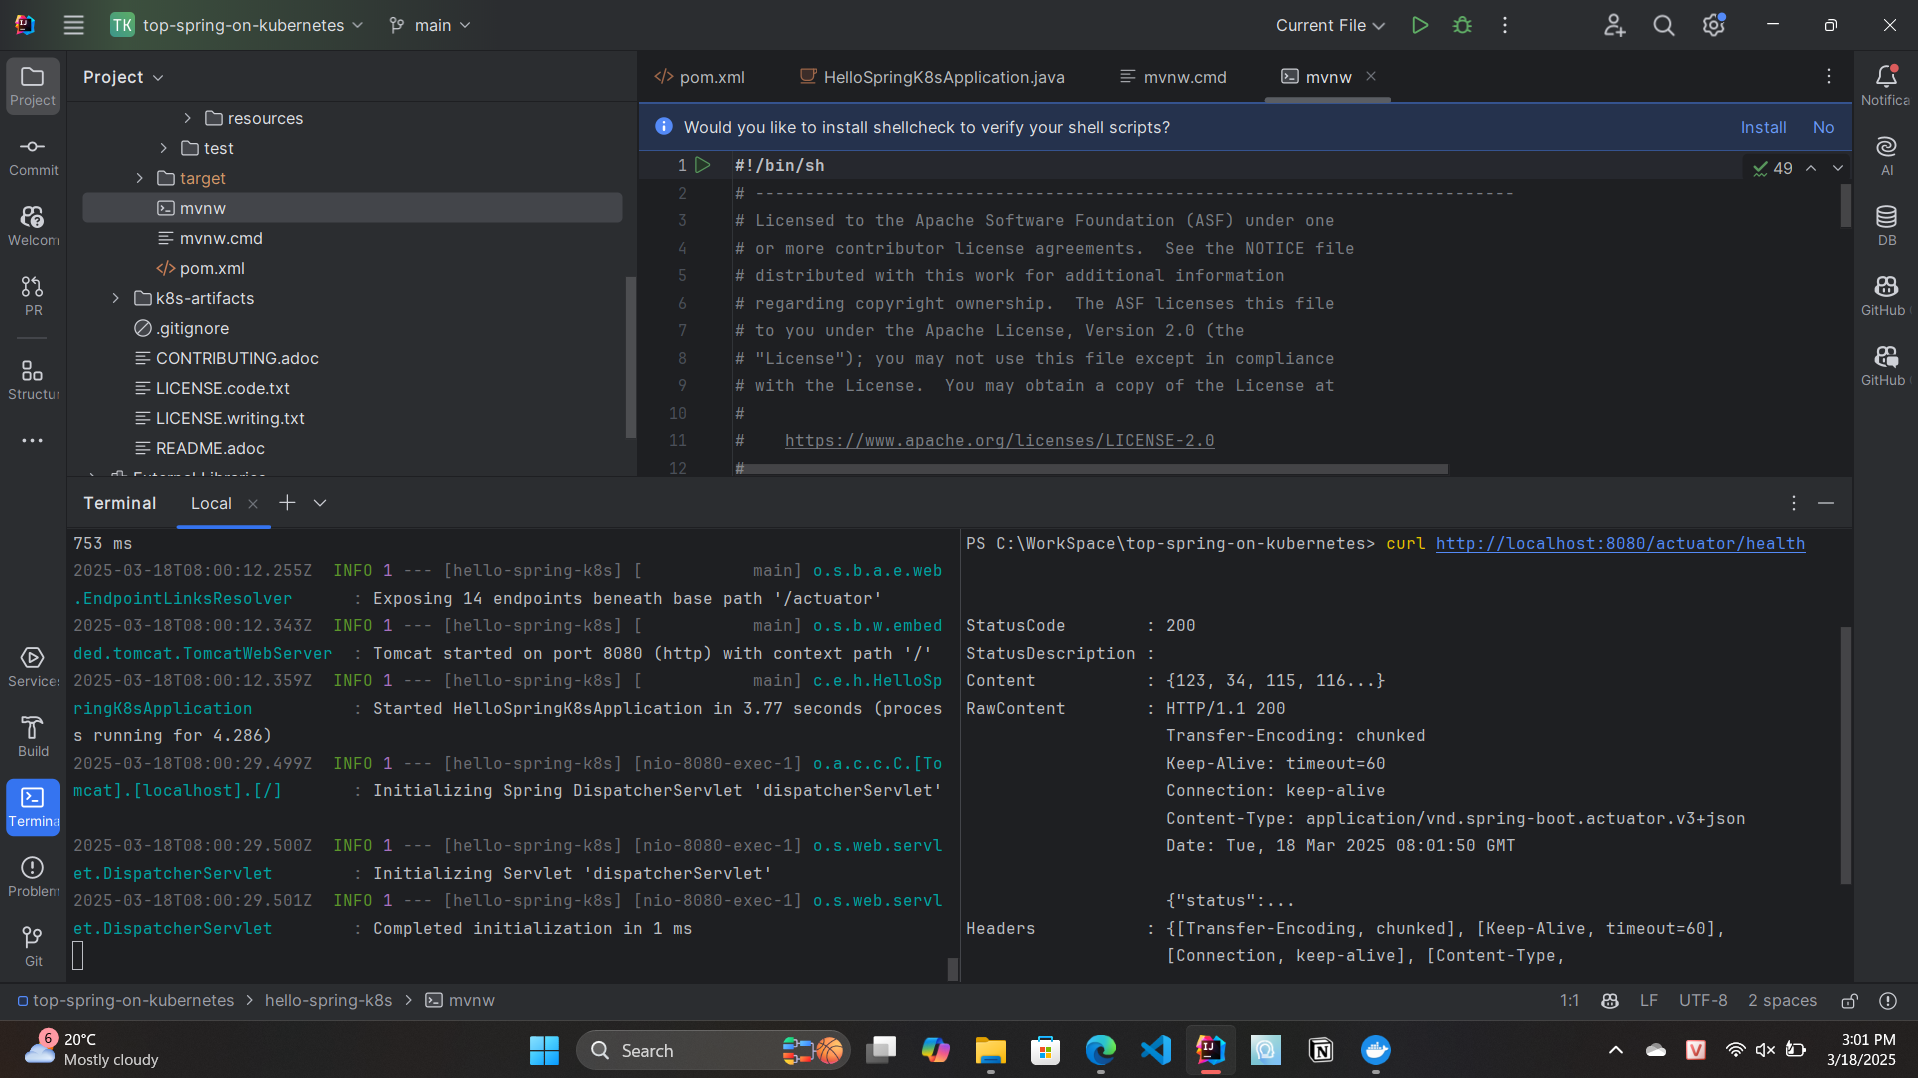 TK top-spring-on-kubernetes main Current File
Project
Commit
Welcom
PR
Structu
Service
Build
Termina
Problem
Git
Project
resources
test
target
mvnw
mvnw.cmd
pom.xml
k8s-artifacts
.gitignore
CONTRIBUTING.adoc
LICENSE.code.txt
LICENSE.writing.txt
README.adoc
External Libraries
pom.xml HelloSpringK8sApplication.java mvnw.cmd mvnw
Would you like to install shellcheck to verify your shell scripts? Install No
49
1 #!/bin/sh
2 # ----------------------------------------------------------------------------
3 # Licensed to the Apache Software Foundation (ASF) under one
4 # or more contributor license agreements.  See the NOTICE file
5 # distributed with this work for additional information
6 # regarding copyright ownership.  The ASF licenses this file
7 # to you under the Apache License, Version 2.0 (the
8 # "License"); you may not use this file except in compliance
9 # with the License.  You may obtain a copy of the License at
10 #
11 #    https://www.apache.org/licenses/LICENSE-2.0
12 #
Notifica
AI
DB
GitHub
GitHub
Terminal Local
753 ms
2025-03-18T08:00:12.255Z  INFO 1 --- [hello-spring-k8s] [           main] o.s.b.a.e.web
.EndpointLinksResolver      : Exposing 14 endpoints beneath base path '/actuator'
2025-03-18T08:00:12.343Z  INFO 1 --- [hello-spring-k8s] [           main] o.s.b.w.embed
ded.tomcat.TomcatWebServer  : Tomcat started on port 8080 (http) with context path '/'
2025-03-18T08:00:12.359Z  INFO 1 --- [hello-spring-k8s] [           main] c.e.h.HelloSp
ringK8sApplication          : Started HelloSpringK8sApplication in 3.77 seconds (proces
s running for 4.286)
2025-03-18T08:00:29.499Z  INFO 1 --- [hello-spring-k8s] [nio-8080-exec-1] o.a.c.c.C.[To
mcat].[localhost].[/]       : Initializing Spring DispatcherServlet 'dispatcherServlet'
2025-03-18T08:00:29.500Z  INFO 1 --- [hello-spring-k8s] [nio-8080-exec-1] o.s.web.servl
et.DispatcherServlet        : Initializing Servlet 'dispatcherServlet'
2025-03-18T08:00:29.501Z  INFO 1 --- [hello-spring-k8s] [nio-8080-exec-1] o.s.web.servl
et.DispatcherServlet        : Completed initialization in 1 ms
PS C:\WorkSpace\top-spring-on-kubernetes> curl http://localhost:8080/actuator/health
StatusCode        : 200
StatusDescription :
Content           : {123, 34, 115, 116...}
RawContent        : HTTP/1.1 200
Transfer-Encoding: chunked
Keep-Alive: timeout=60
Connection: keep-alive
Content-Type: application/vnd.spring-boot.actuator.v3+json
Date: Tue, 18 Mar 2025 08:01:50 GMT
{"status":...
Headers           : {[Transfer-Encoding, chunked], [Keep-Alive, timeout=60],
[Connection, keep-alive], [Content-Type,
top-spring-on-kubernetes > hello-spring-k8s > mvnw 1:1 LF UTF-8 2 spaces
6 20°C
Mostly cloudy
Search
3:01 PM
3/18/2025